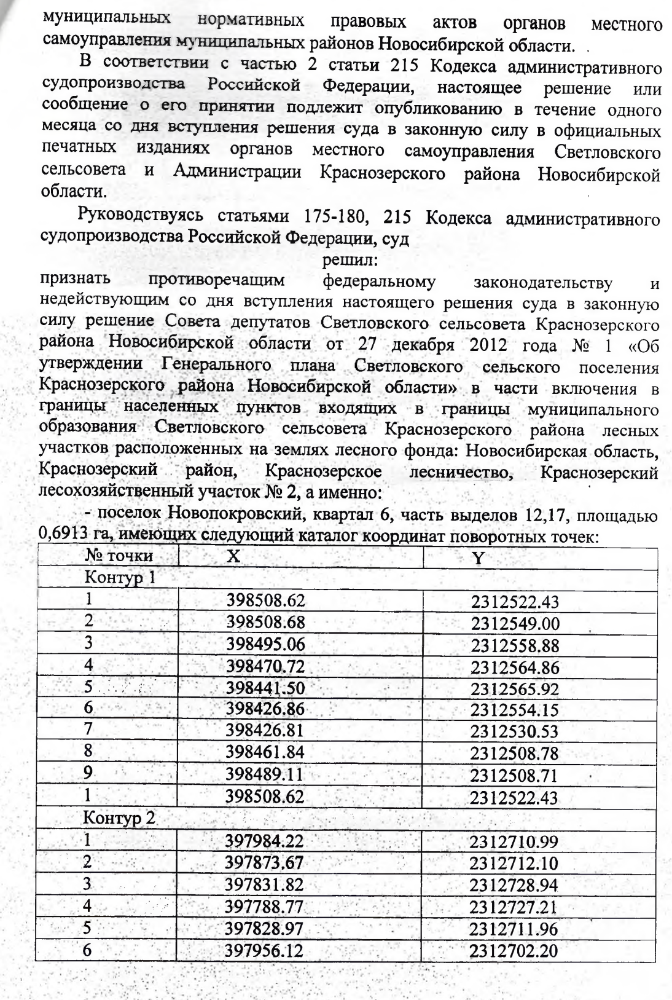 муниципальных нормативных правовых актов органов местного
самоуправления муниципальных районов Новосибирской области.
В соответствии с частью 2 статьи 215 Кодекса административного
судопроизводства Российской Федерации, настоящее решение или
сообщение о его принятии подлежит опубликованию в течение одного
месяца со дня вступления решения суда в законную силу в официальных
печатных изданиях органов местного самоуправления Светловского
сельсовета и Администрации Краснозерского района Новосибирской
области.
Руководствуясь статьями 175-180, 215 Кодекса административного
судопроизводства Российской Федерации, суд
решил:
признать противоречащим федеральному законодательству и
недействующим со дня вступления настоящего решения суда в законную
силу решение Совета депутатов Светловского сельсовета Краснозерского
района Новосибирской области от 27 декабря 2012 года № 1 «Об
утверждении Генерального плана Светловского сельского поселения
Краснозерского района Новосибирской области» в части включения в
границы населенных пунктов входящих в границы муниципального
образования Светловского сельсовета Краснозерского района лесных
участков расположенных на землях лесного фонда: Новосибирская область,
Краснозерский район, Краснозерское лесничество, Краснозерский
лесохозяйственный участок № 2, а именно:
- поселок Новопокровский, квартал 6, часть выделов 12,17, площадью
0,6913 га, имеющих следующий каталог координат поворотных точек:
№ точки X Y
Контур 1
1 398508.62 2312522.43
2 398508.68 2312549.00
3 398495.06 2312558.88
4 398470.72 2312564.86
5 398441.50 2312565.92
6 398426.86 2312554.15
7 398426.81 2312530.53
8 398461.84 2312508.78
9 398489.11 2312508.71
1 398508.62 2312522.43
Контур 2
1 397984.22 2312710.99
2 397873.67 2312712.10
3 397831.82 2312728.94
4 397788.77 2312727.21
5 397828.97 2312711.96
6 397956.12 2312702.20